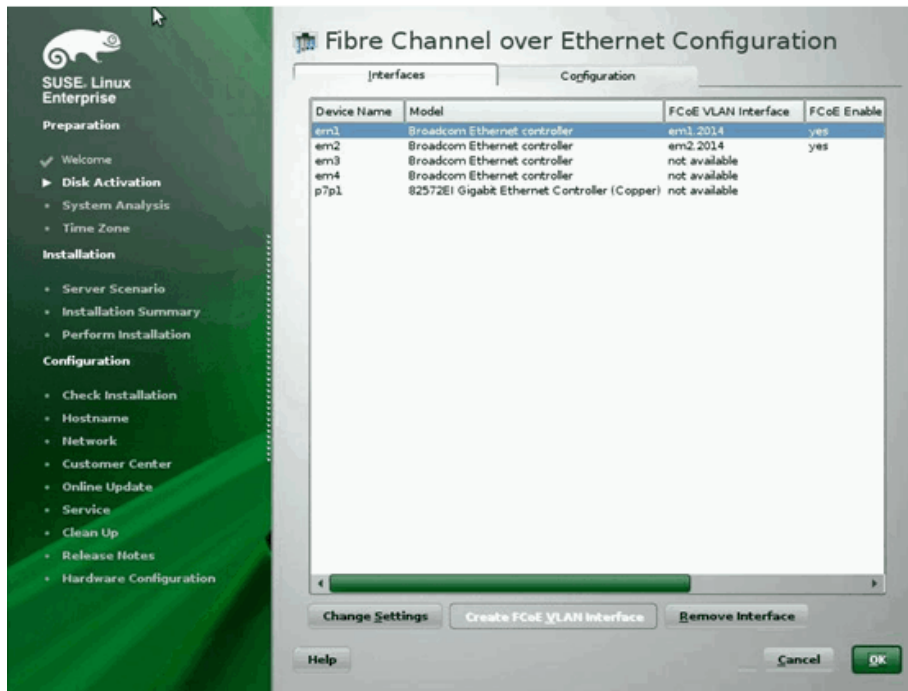 SUSE. Linux
Enterprise
Preparation
Welcome
Disk Activation
System Analysis
Time Zone
Installation
Server Scenario
Installation Summary
Perform Installation
Configuration
Check Installation
Hostname
Network
Customer Center
Online Update
Service
Clean Up
Release Notes
Hardware Configuration
Fibre Channel over Ethernet Configuration
Interfaces Configuration
Device Name Model FCoE VLAN Interface FCoE Enable
em1 Broadcom Ethernet controller em1.2014 yes
em2 Broadcom Ethernet controller em2.2014 yes
em3 Broadcom Ethernet controller not available
em4 Broadcom Ethernet controller not available
p7p1 82572EI Gigabit Ethernet Controller (Copper) not available
Change Settings Create FCoE VLAN Interface Remove Interface
Help Cancel OK